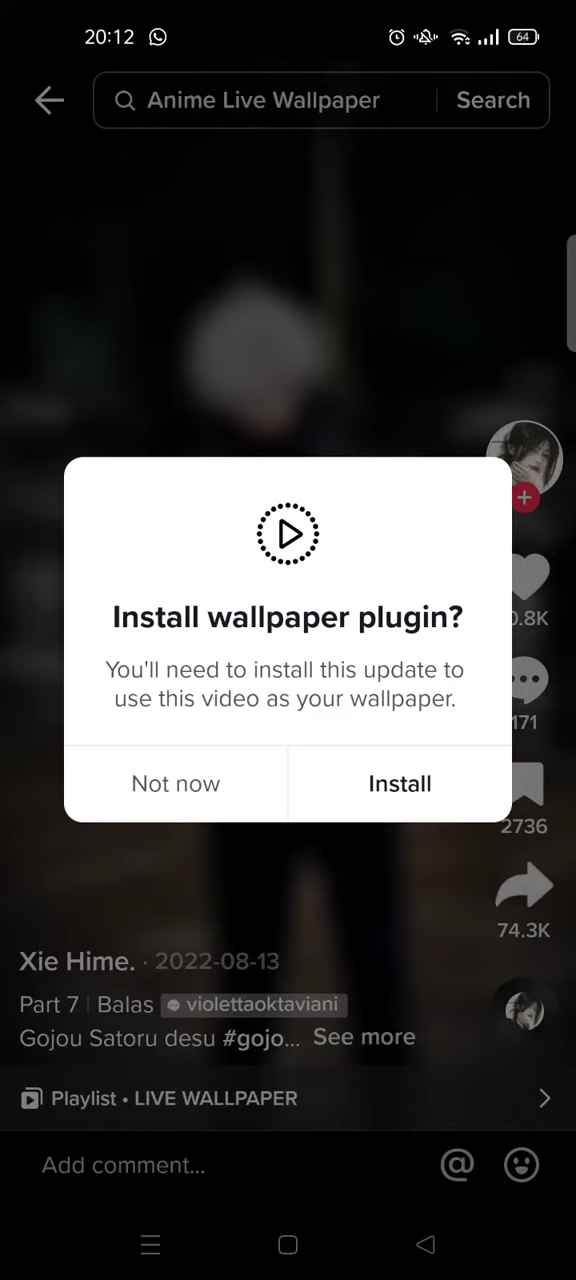 20:12
64
Anime Live Wallpaper
Search
Install wallpaper plugin?
You'll need to install this update to
use this video as your wallpaper.
Not now
Install
171
2736
74.3K
Xie Hime. · 2022-08-13
Part 7 | Balas violettaoktaviani
Gojou Satoru desu #gojo... See more
Playlist • LIVE WALLPAPER
Add comment...
@